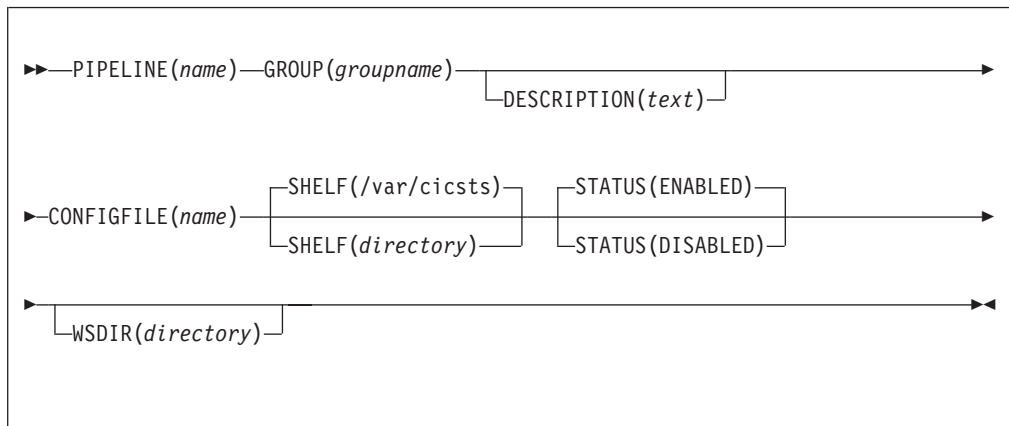 PIPELINE(name) GROUP(groupname)
DESCRIPTION(text)
SHELF(/var/cicsts) STATUS(ENABLED)
CONFIGFILE(name)
SHELF(directory) STATUS(DISABLED)
WSDIR(directory)